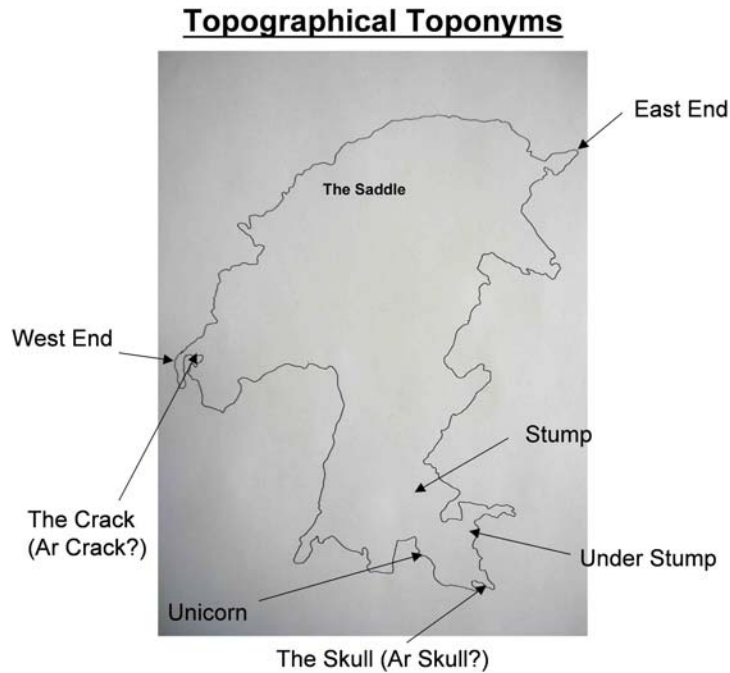 Topographical Toponyms
East End
The Saddle
West End
Stump
The Crack
(Ar Crack?)
Under Stump
Unicorn
The Skull (Ar Skull?)